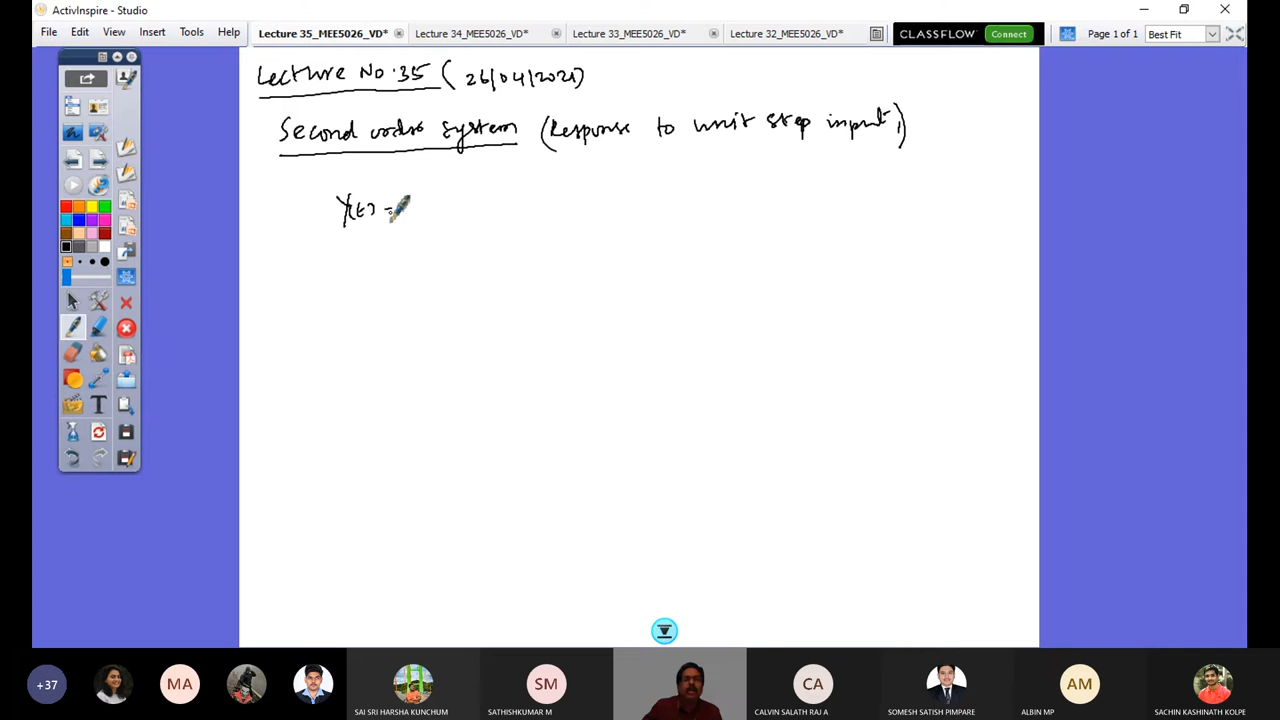 ActivInspire - Studio
File Edit View Insert Tools Help
Lecture 35_MEE5026_VD* Lecture 34_MEE5026_VD* Lecture 33_MEE5026_VD* Lecture 32_MEE5026_VD*
CLASSFLOW Connect
Page 1 of 1 Best Fit
Lecture No.35 (26/04/2021)
Second order system (Response to unit step input)
Y(t) =
+37
MA
SAI SRI HARSHA KUNCHUM
SM
SATHISHKUMAR M
CA
CALVIN SALATH RAJ A
SOMESH SATISH PIMPARE
AM
ALBIN MP
SACHIN KASHINATH KOLPE